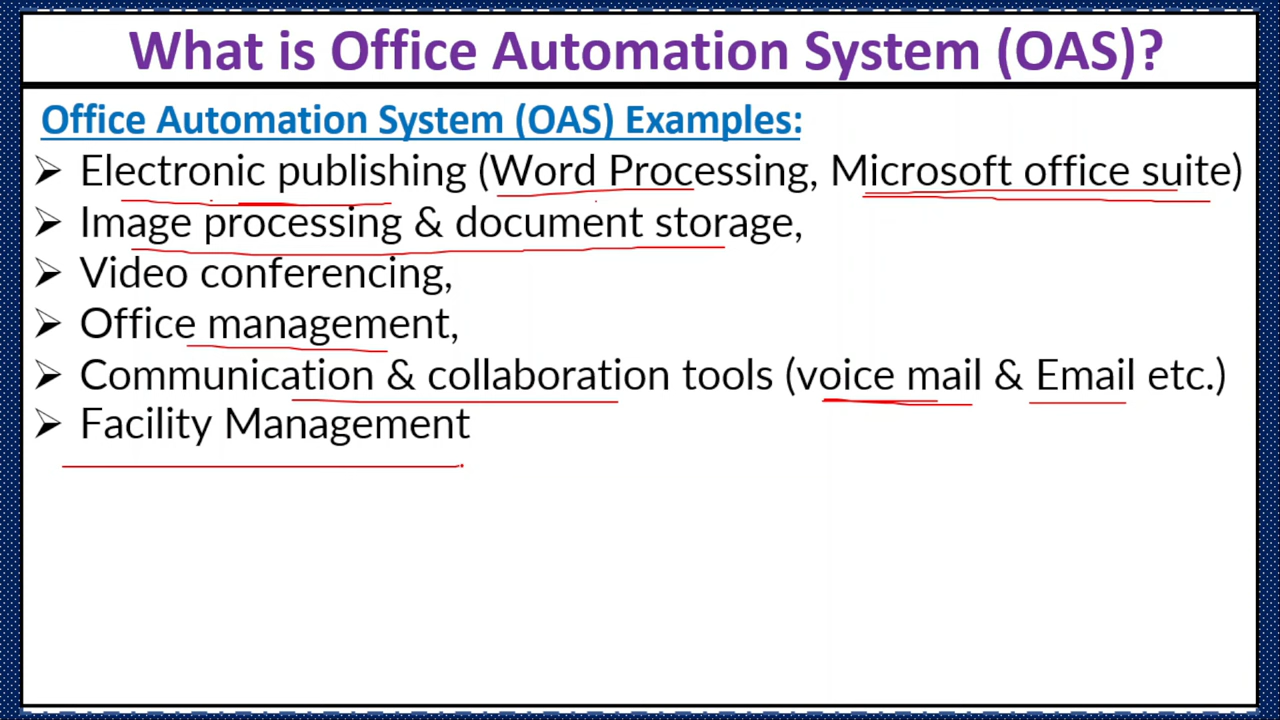 What is Office Automation System (OAS)?
Office Automation System (OAS) Examples:
➢ Electronic publishing (Word Processing, Microsoft office suite)
➢ Image processing & document storage,
➢ Video conferencing,
➢ Office management,
➢ Communication & collaboration tools (voice mail & Email etc.)
➢ Facility Management